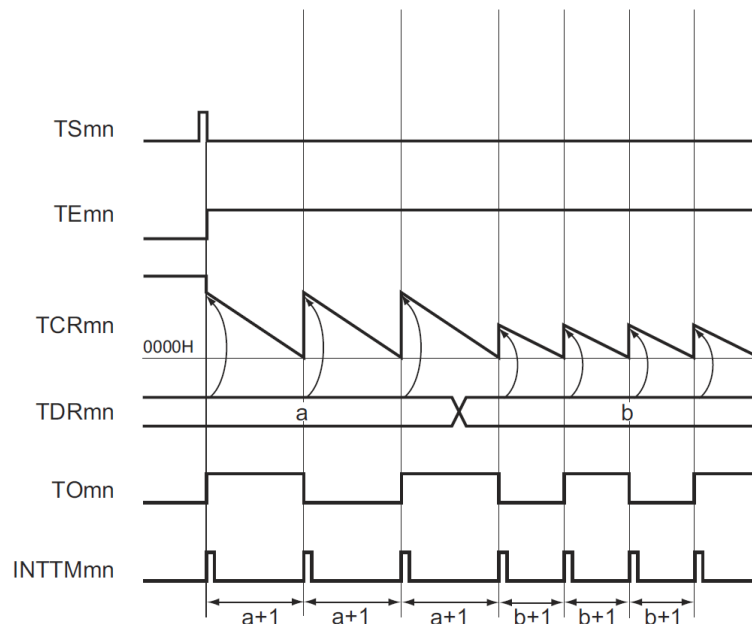 TSmn
TEmn
TCRmn
0000H
TDRmn
a
b
TOmn
INTTMmn
a+1
a+1
a+1
b+1
b+1
b+1